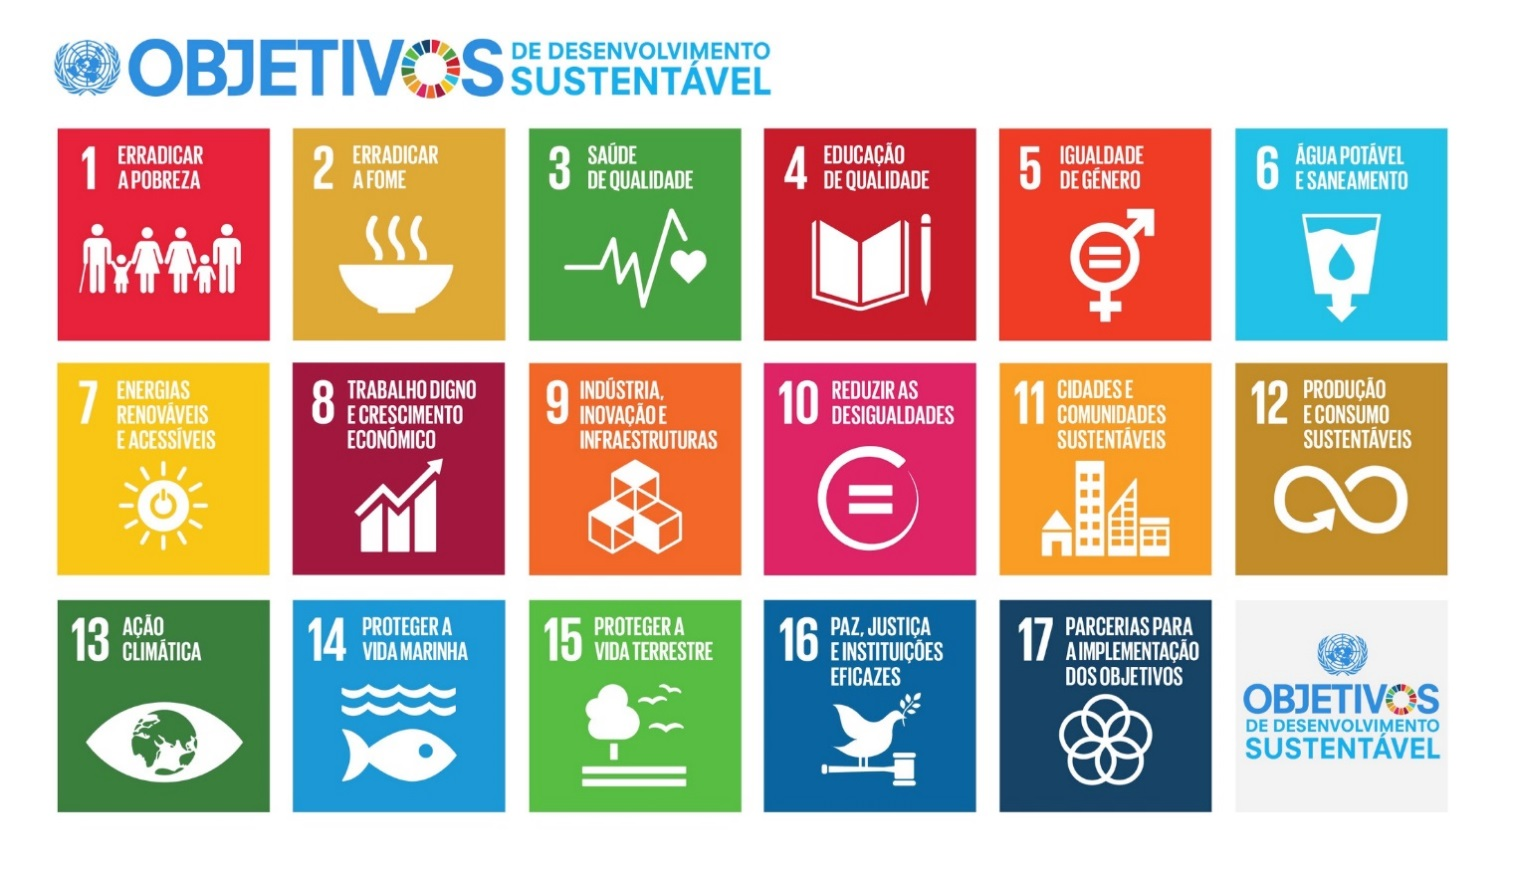 OBJETIVOS
DE DESENVOLVIMENTO
SUSTENTÁVEL
1
ERRADICAR
A POBREZA
2
ERRADICAR
A FOME
3
SAÚDE
DE QUALIDADE
4
EDUCAÇÃO
DE QUALIDADE
5
IGUALDADE
DE GÉNERO
6
ÁGUA POTÁVEL
E SANEAMENTO
7
ENERGIAS
RENOVÁVEIS
E ACESSÍVEIS
8
TRABALHO DIGNO
E CRESCIMENTO
ECONÓMICO
9
INDÚSTRIA,
INOVAÇÃO E
INFRAESTRUTURAS
10
REDUZIR AS
DESIGUALDADES
11
CIDADES E
COMUNIDADES
SUSTENTÁVEIS
12
PRODUÇÃO
E CONSUMO
SUSTENTÁVEIS
13
AÇÃO
CLIMÁTICA
14
PROTEGER A
VIDA MARINHA
15
PROTEGER A
VIDA TERRESTRE
16
PAZ, JUSTIÇA
E INSTITUIÇÕES
EFICAZES
17
PARCERIAS PARA
A IMPLEMENTAÇÃO
DOS OBJETIVOS
OBJETIVOS
DE DESENVOLVIMENTO
SUSTENTÁVEL